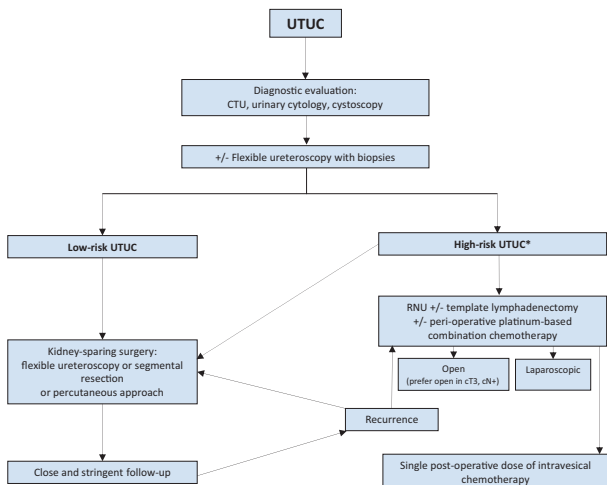 UTUC
Diagnostic evaluation:
CTU, urinary cytology, cystoscopy
+/- Flexible ureteroscopy with biopsies
Low-risk UTUC
High-risk UTUC*
RNU +/- template lymphadenectomy
+/- peri-operative platinum-based
combination chemotherapy
Kidney-sparing surgery:
flexible ureteroscopy or segmental
resection
or percutaneous approach
Open
(prefer open in cT3, cN+)
Laparoscopic
Recurrence
Close and stringent follow-up
Single post-operative dose of intravesical
chemotherapy